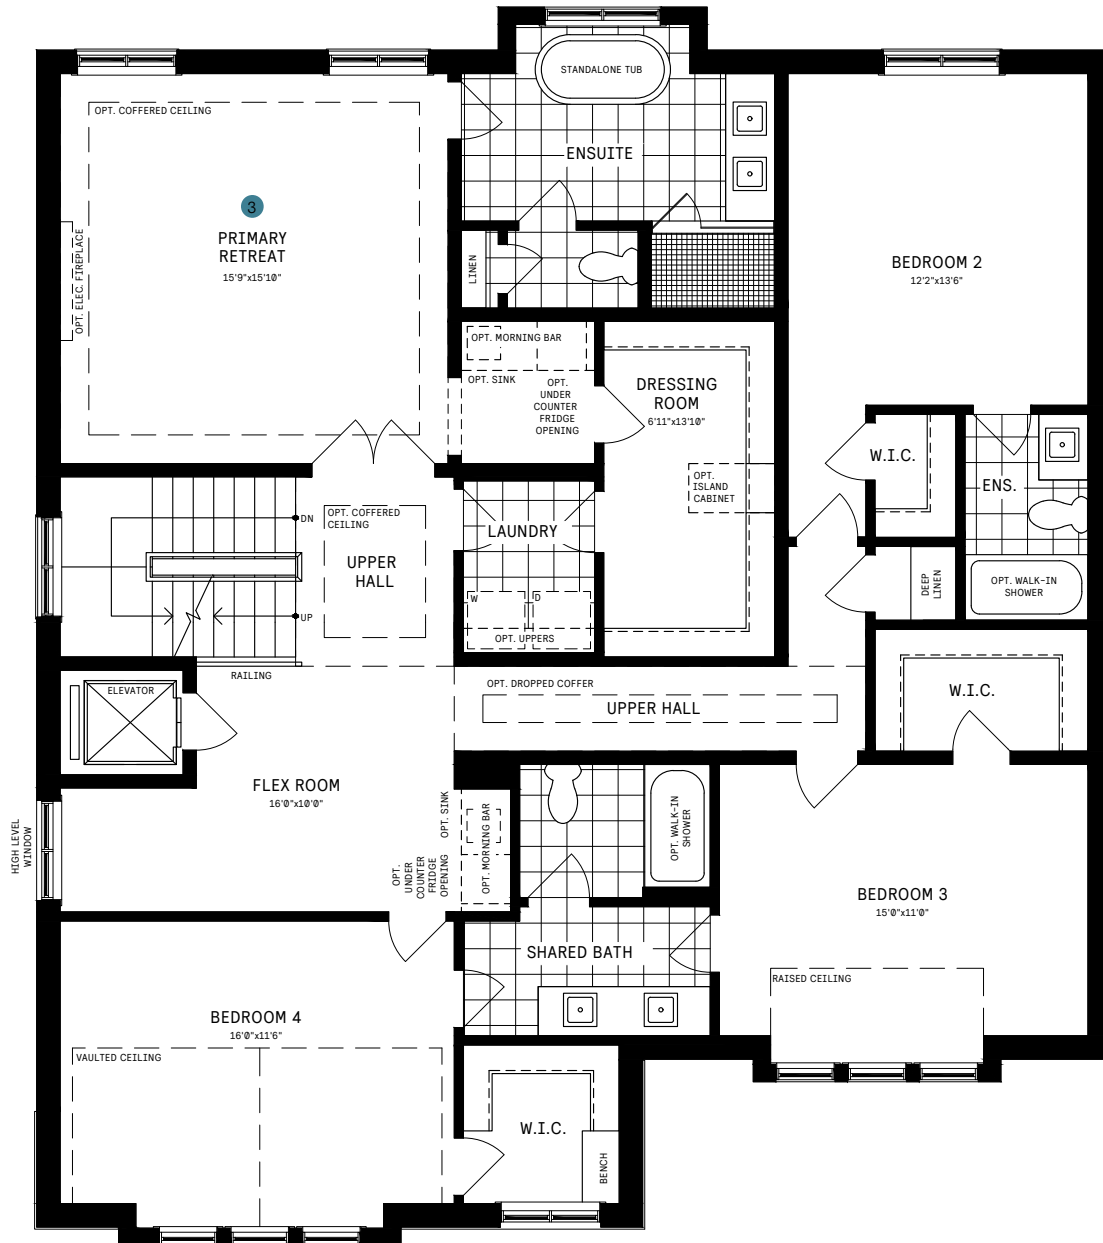 STANDALONE TUB
OPT. COFFERED CEILING
ENSUITE
3
PRIMARY
RETREAT
15'9"x15'10"
OPT. ELEC. FIREPLACE
LINEN
BEDROOM 2
12'2"x13'6"
OPT. MORNING BAR
OPT. SINK
OPT.
UNDER
COUNTER
FRIDGE
OPENING
DRESSING
ROOM
6'11"x13'10"
W.I.C.
OPT.
ISLAND
CABINET
ENS.
OPT. COFFERED
CEILING
DN
LAUNDRY
UPPER
HALL
DEEP
LINEN
OPT. WALK-IN
SHOWER
W
D
UP
OPT. UPPERS
RAILING
ELEVATOR
OPT. DROPPED COFFER
UPPER HALL
W.I.C.
FLEX ROOM
16'0"x10'0"
HIGH LEVEL
WINDOW
OPT. SINK
OPT. MORNING BAR
OPT.
UNDER
COUNTER
FRIDGE
OPENING
OPT. WALK-IN
SHOWER
BEDROOM 3
15'0"x11'0"
SHARED BATH
RAISED CEILING
BEDROOM 4
16'0"x11'6"
VAULTED CEILING
W.I.C.
BENCH